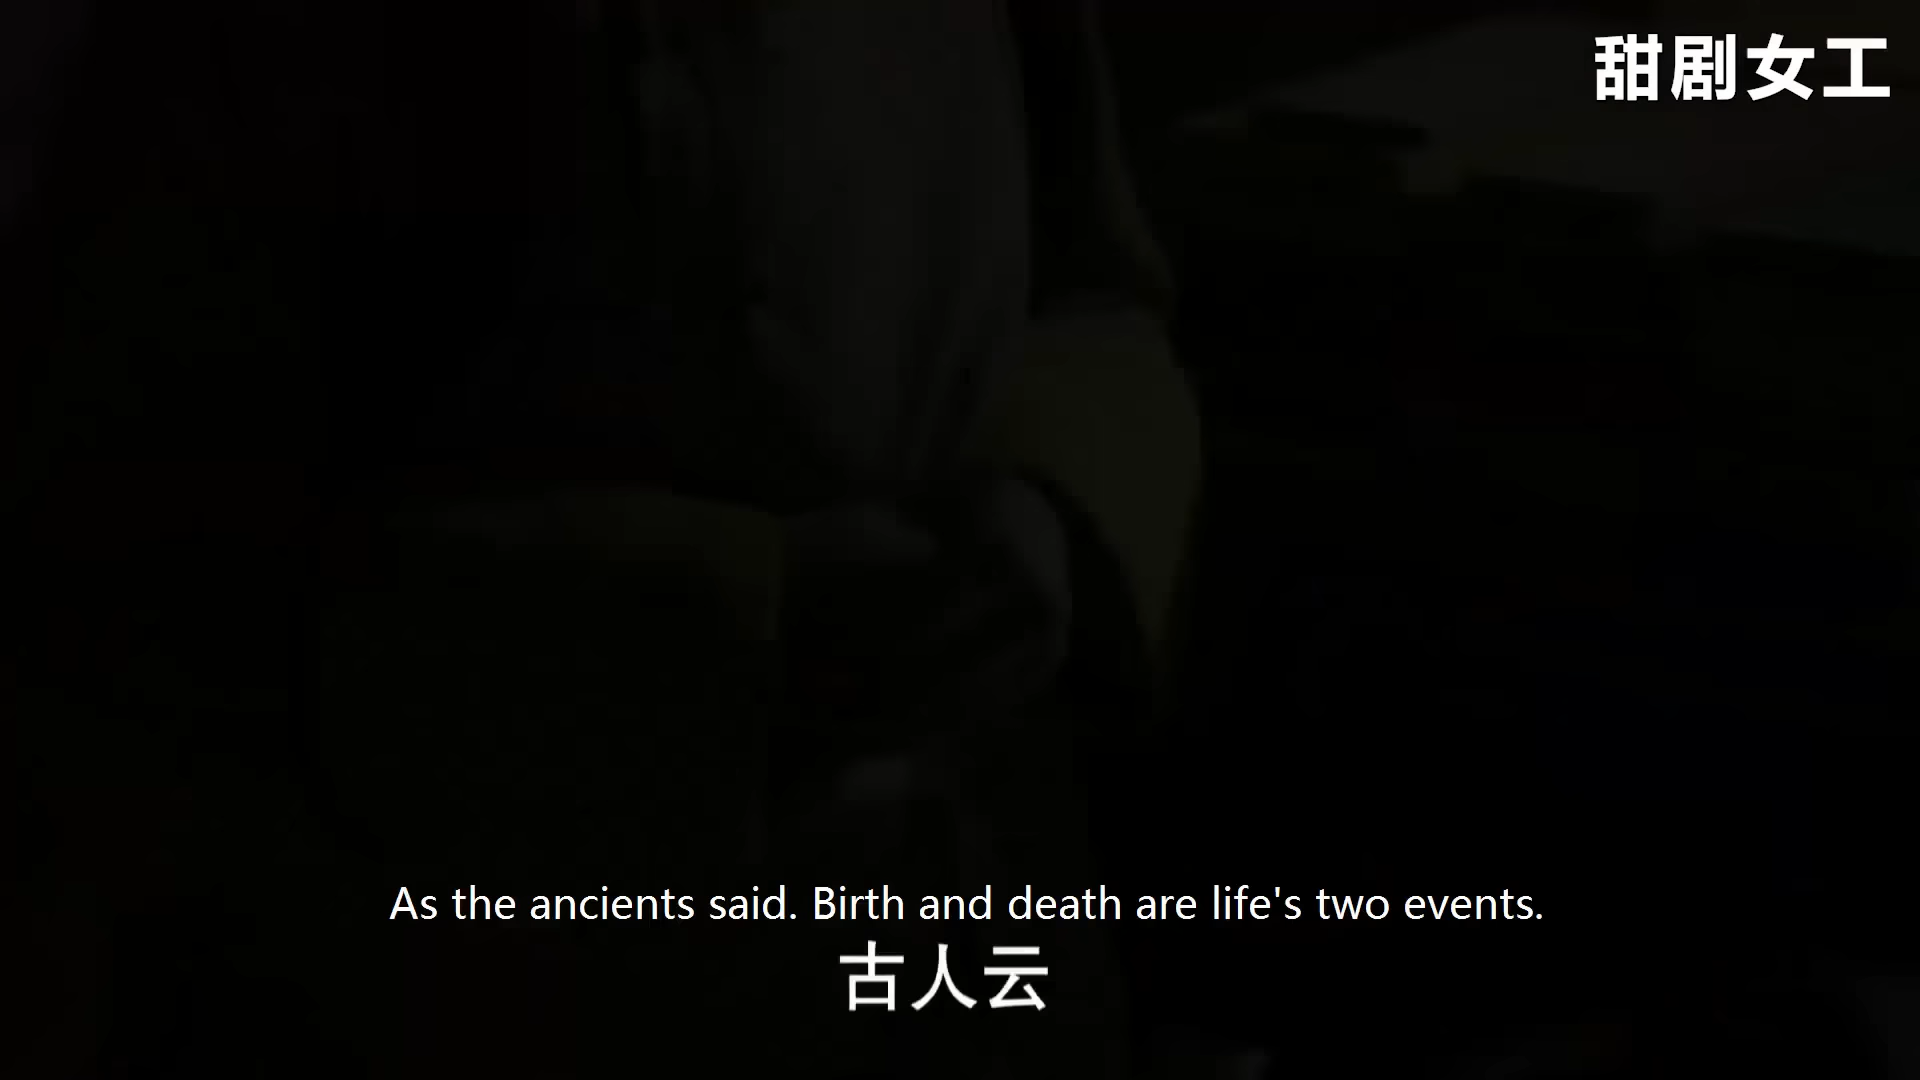 甜剧女工
As the ancients said. Birth and death are life's two events.
古人云